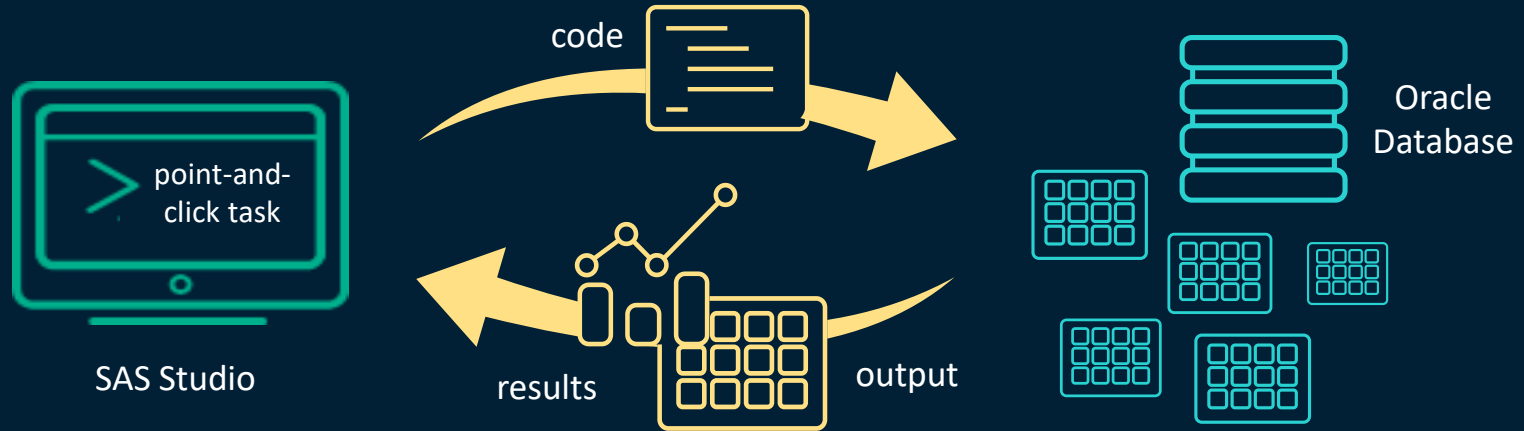 code
point-and-
click task
Oracle
Database
SAS Studio
results
output